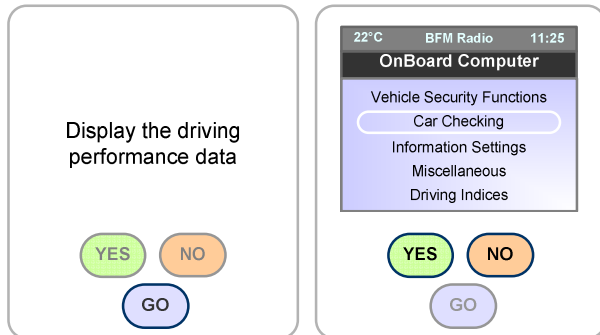 Display the driving
performance data
YES NO
GO
22°C BFM Radio 11:25
OnBoard Computer
Vehicle Security Functions
Car Checking
Information Settings
Miscellaneous
Driving Indices
YES NO
GO